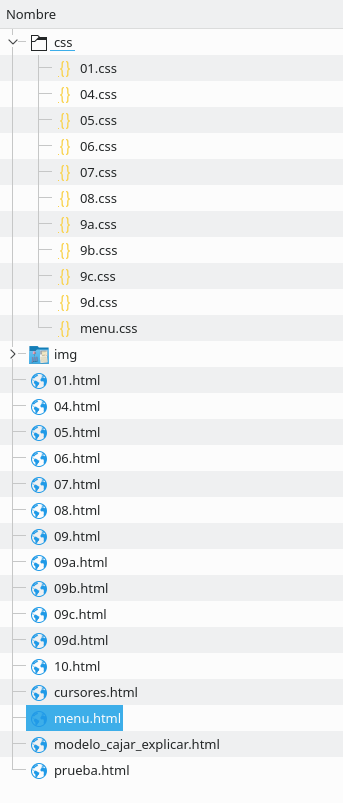 Nombre
css
01.css
04.css
05.css
06.css
07.css
08.css
9a.css
9b.css
9c.css
9d.css
menu.css
img
01.html
04.html
05.html
06.html
07.html
08.html
09.html
09a.html
09b.html
09c.html
09d.html
10.html
cursores.html
menu.html
modelo_cajar_explicar.html
prueba.html